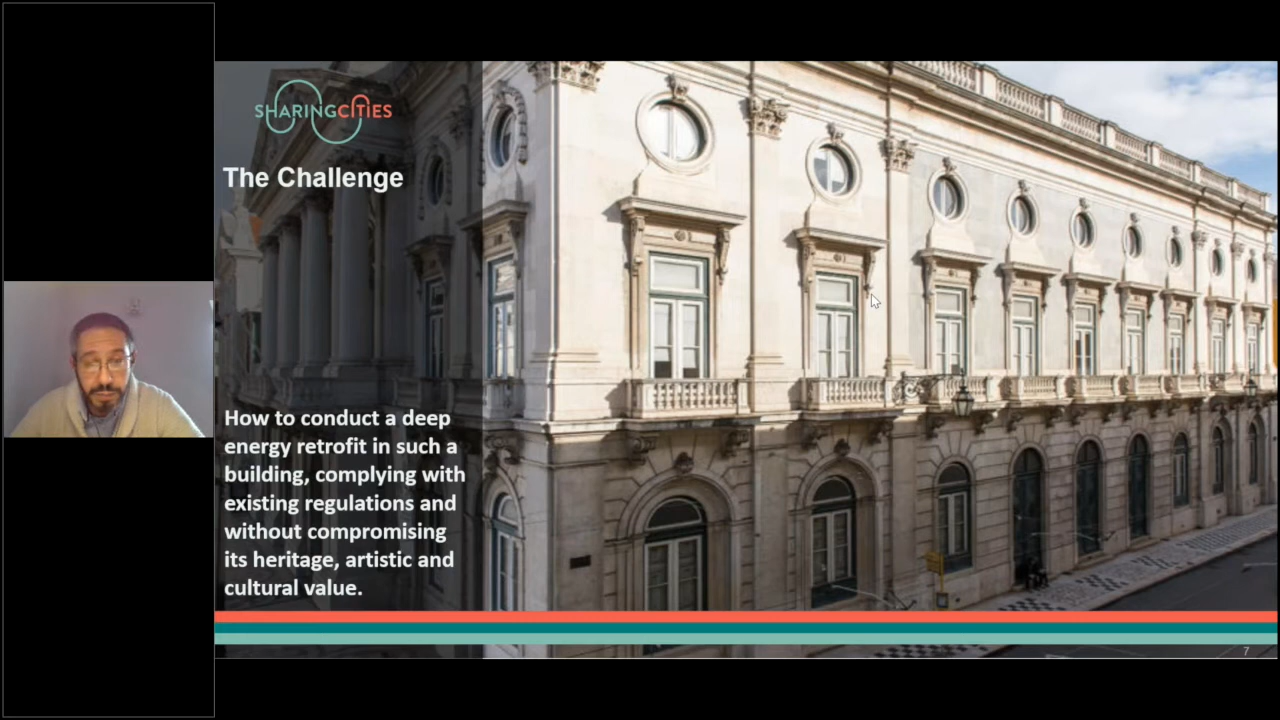 SHARINGCITIES
The Challenge
How to conduct a deep
energy retrofit in such a
building, complying with
existing regulations and
without compromising
its heritage, artistic and
cultural value.
7